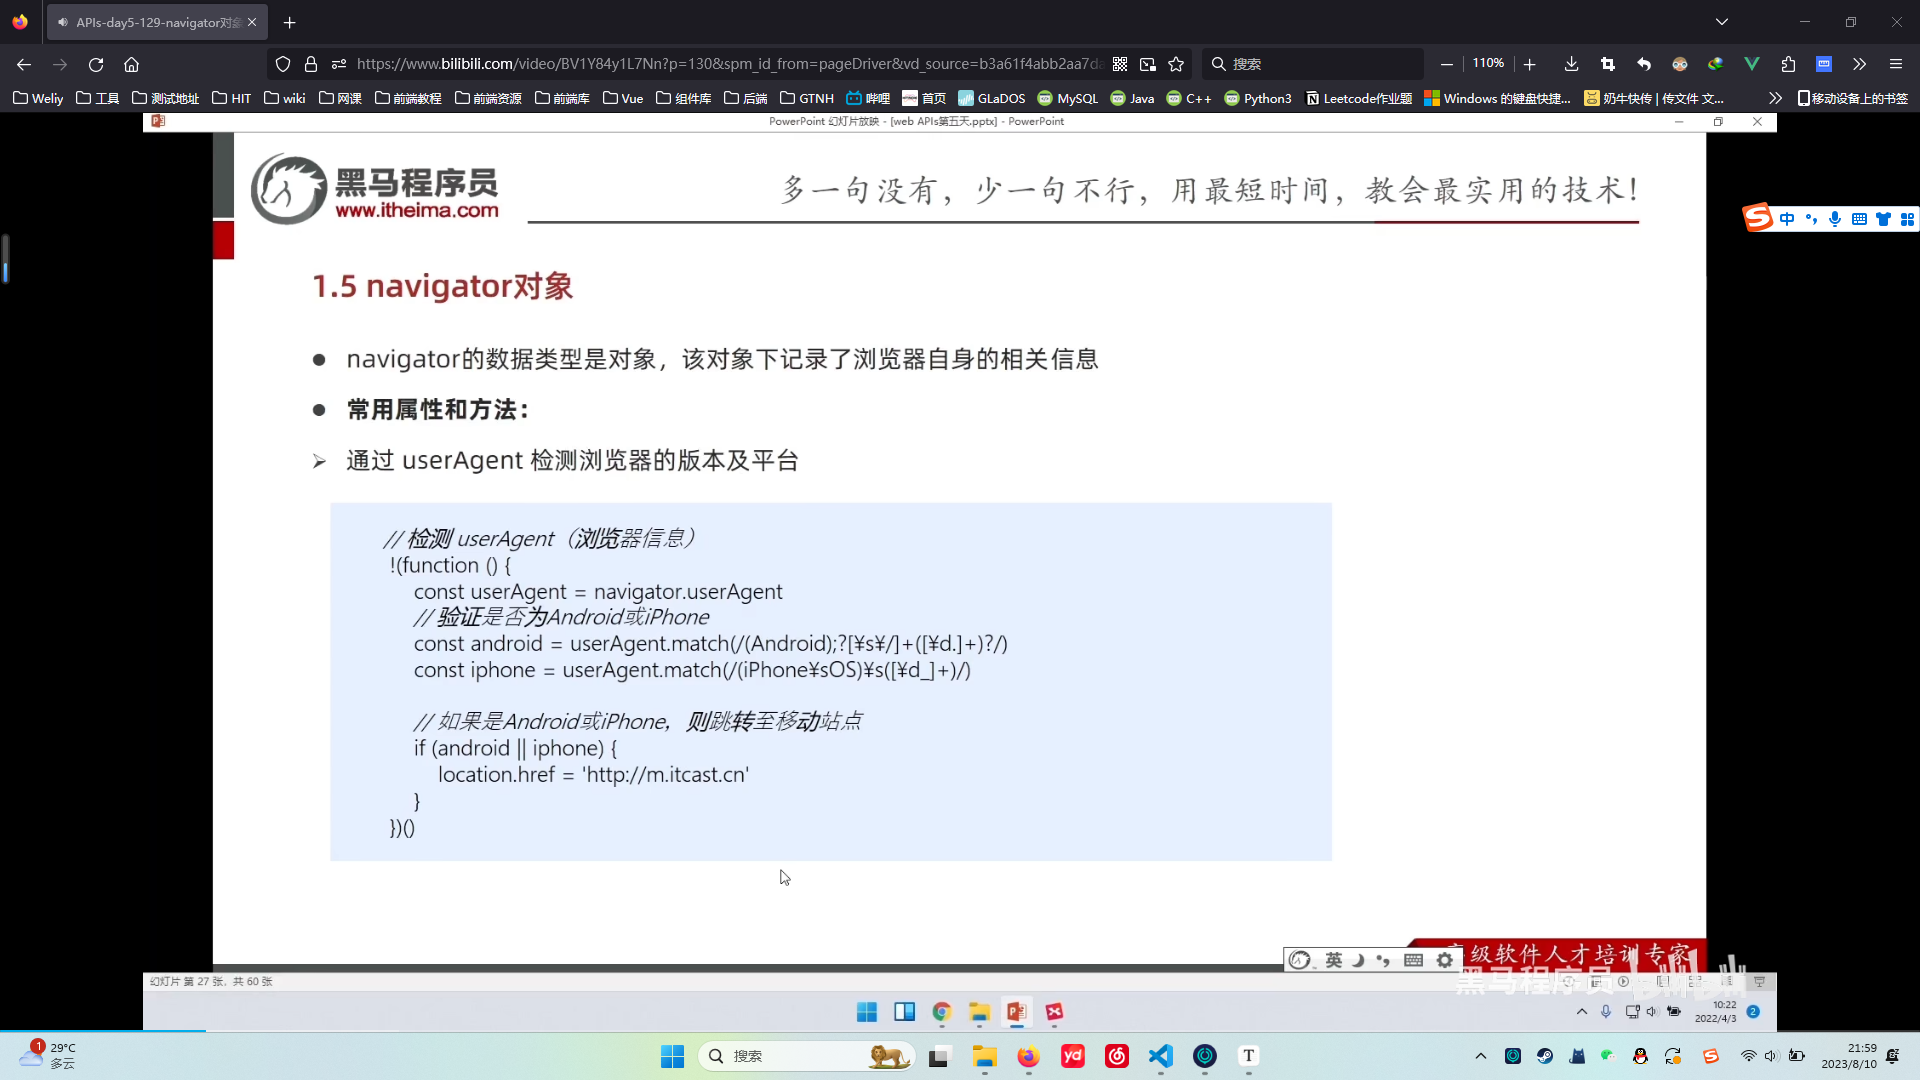 APIs-day5-129-navigator对象
https://www.bilibili.com/video/BV1Y84y1L7Nn?p=130&spm_id_from=pageDriver&vd_source=b3a61f4abb2aa7da
搜索
110%
Weliy
工具
测试地址
HIT
wiki
网课
前端教程
前端资源
前端库
Vue
组件库
后端
GTNH
哔哩
首页
GLaDOS
MySQL
Java
C++
Python3
Leetcode作业题
Windows 的键盘快捷...
奶牛快传 | 传文件 文...
移动设备上的书签
PowerPoint 幻灯片放映 - [web APIs第五天.pptx] - PowerPoint
黑马程序员
www.itheima.com
多一句没有，少一句不行，用最短时间，教会最实用的技术！
中
1.5 navigator对象
navigator的数据类型是对象，该对象下记录了浏览器自身的相关信息
常用属性和方法：
通过 userAgent 检测浏览器的版本及平台
// 检测 userAgent（浏览器信息）
!(function () {
const userAgent = navigator.userAgent
// 验证是否为Android或iPhone
const android = userAgent.match(/(Android);?[¥s¥/]+([¥d.]+)?/)
const iphone = userAgent.match(/(iPhone¥sOS)¥s([¥d_]+)/)
// 如果是Android或iPhone，则跳转至移动站点
if (android || iphone) {
location.href = 'http://m.itcast.cn'
}
})()
英
级软件人才培训专家
黑马程序员
幻灯片 第 27 张，共 60 张
10:22
2022/4/3
2
1
29°C
多云
搜索
yd
T
21:59
2023/8/10